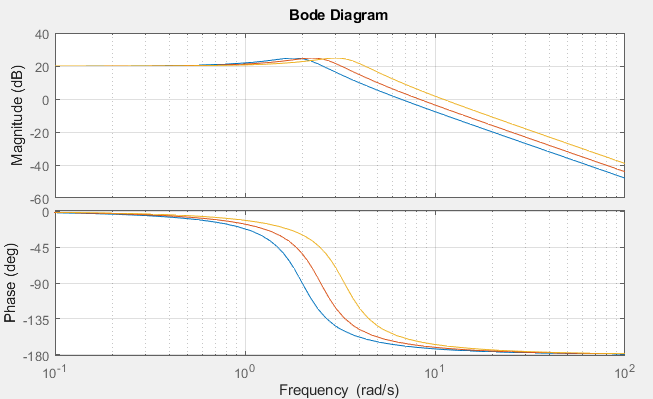 Bode Diagram
Magnitude (dB)
40
20
0
-20
-40
-60
Phase (deg)
0
-45
-90
-135
-180
10^-1 10^0 10^1 10^2
Frequency (rad/s)